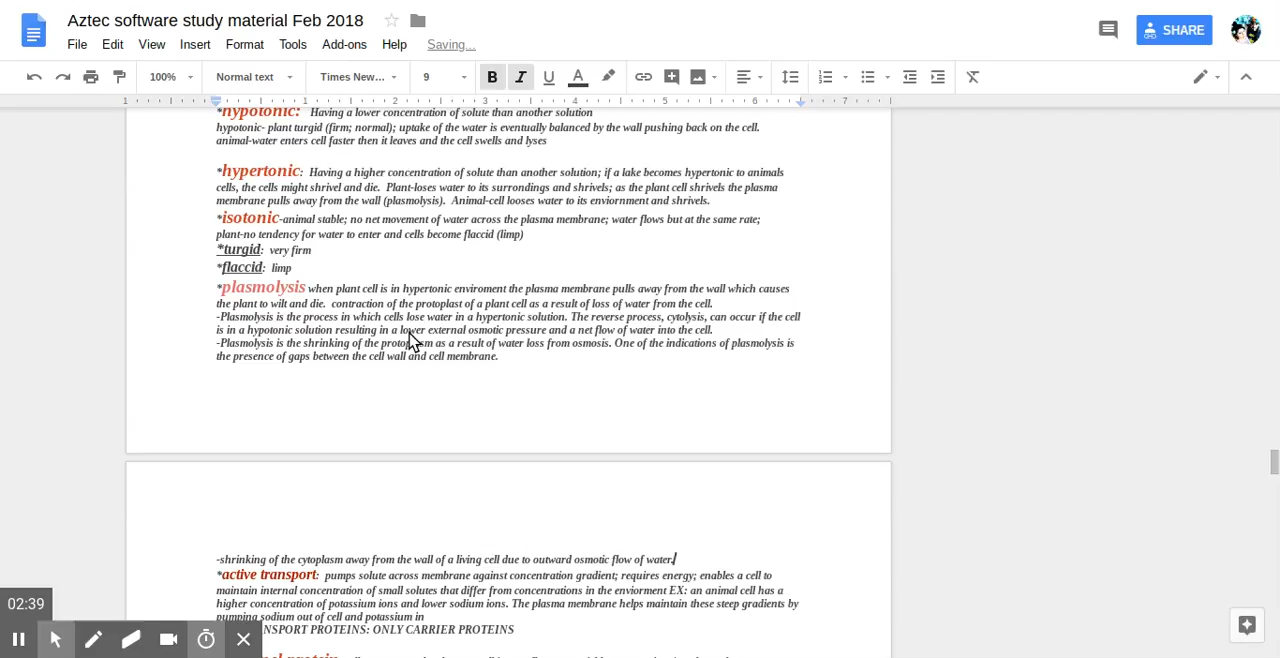 Aztec software study material Feb 2018
File Edit View Insert Format Tools Add-ons Help Saving...
SHARE
100% Normal text Times New... 9 B I U A
1 1 2 3 4 5 6 7
*hypotonic: Having a lower concentration of solute than another solution
hypotonic- plant turgid (firm; normal); uptake of the water is eventually balanced by the wall pushing back on the cell.
animal-water enters cell faster then it leaves and the cell swells and lyses
*hypertonic: Having a higher concentration of solute than another solution; if a lake becomes hypertonic to animals
cells, the cells might shrivel and die. Plant-loses water to its surrondings and shrivels; as the plant cell shrivels the plasma
membrane pulls away from the wall (plasmolysis). Animal-cell looses water to its enviornment and shrivels.
*isotonic-animal stable; no net movement of water across the plasma membrane; water flows but at the same rate;
plant-no tendency for water to enter and cells become flaccid (limp)
*turgid: very firm
*flaccid: limp
*plasmolysis when plant cell is in hypertonic enviroment the plasma membrane pulls away from the wall which causes
the plant to wilt and die. contraction of the protoplast of a plant cell as a result of loss of water from the cell.
-Plasmolysis is the process in which cells lose water in a hypertonic solution. The reverse process, cytolysis, can occur if the cell
is in a hypotonic solution resulting in a lower external osmotic pressure and a net flow of water into the cell.
-Plasmolysis is the shrinking of the protoplasm as a result of water loss from osmosis. One of the indications of plasmolysis is
the presence of gaps between the cell wall and cell membrane.
-shrinking of the cytoplasm away from the wall of a living cell due to outward osmotic flow of water.
*active transport: pumps solute across membrane against concentration gradient; requires energy; enables a cell to
maintain internal concentration of small solutes that differ from concentrations in the enviorment EX: an animal cell has a
higher concentration of potassium ions and lower sodium ions. The plasma membrane helps maintain these steep gradients by
pumping sodium out of cell and potassium in
NSPORT PROTEINS: ONLY CARRIER PROTEINS
02:39